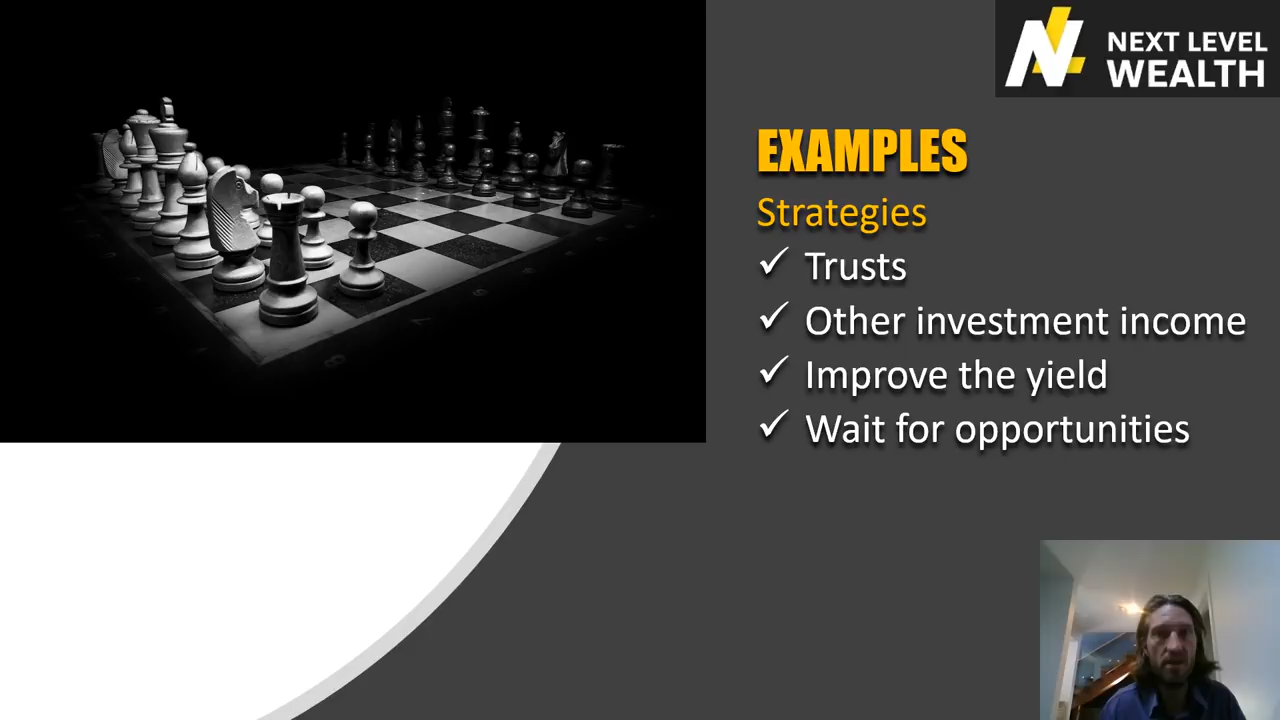 NEXT LEVEL
WEALTH
EXAMPLES
Strategies
✓ Trusts
✓ Other investment income
✓ Improve the yield
✓ Wait for opportunities